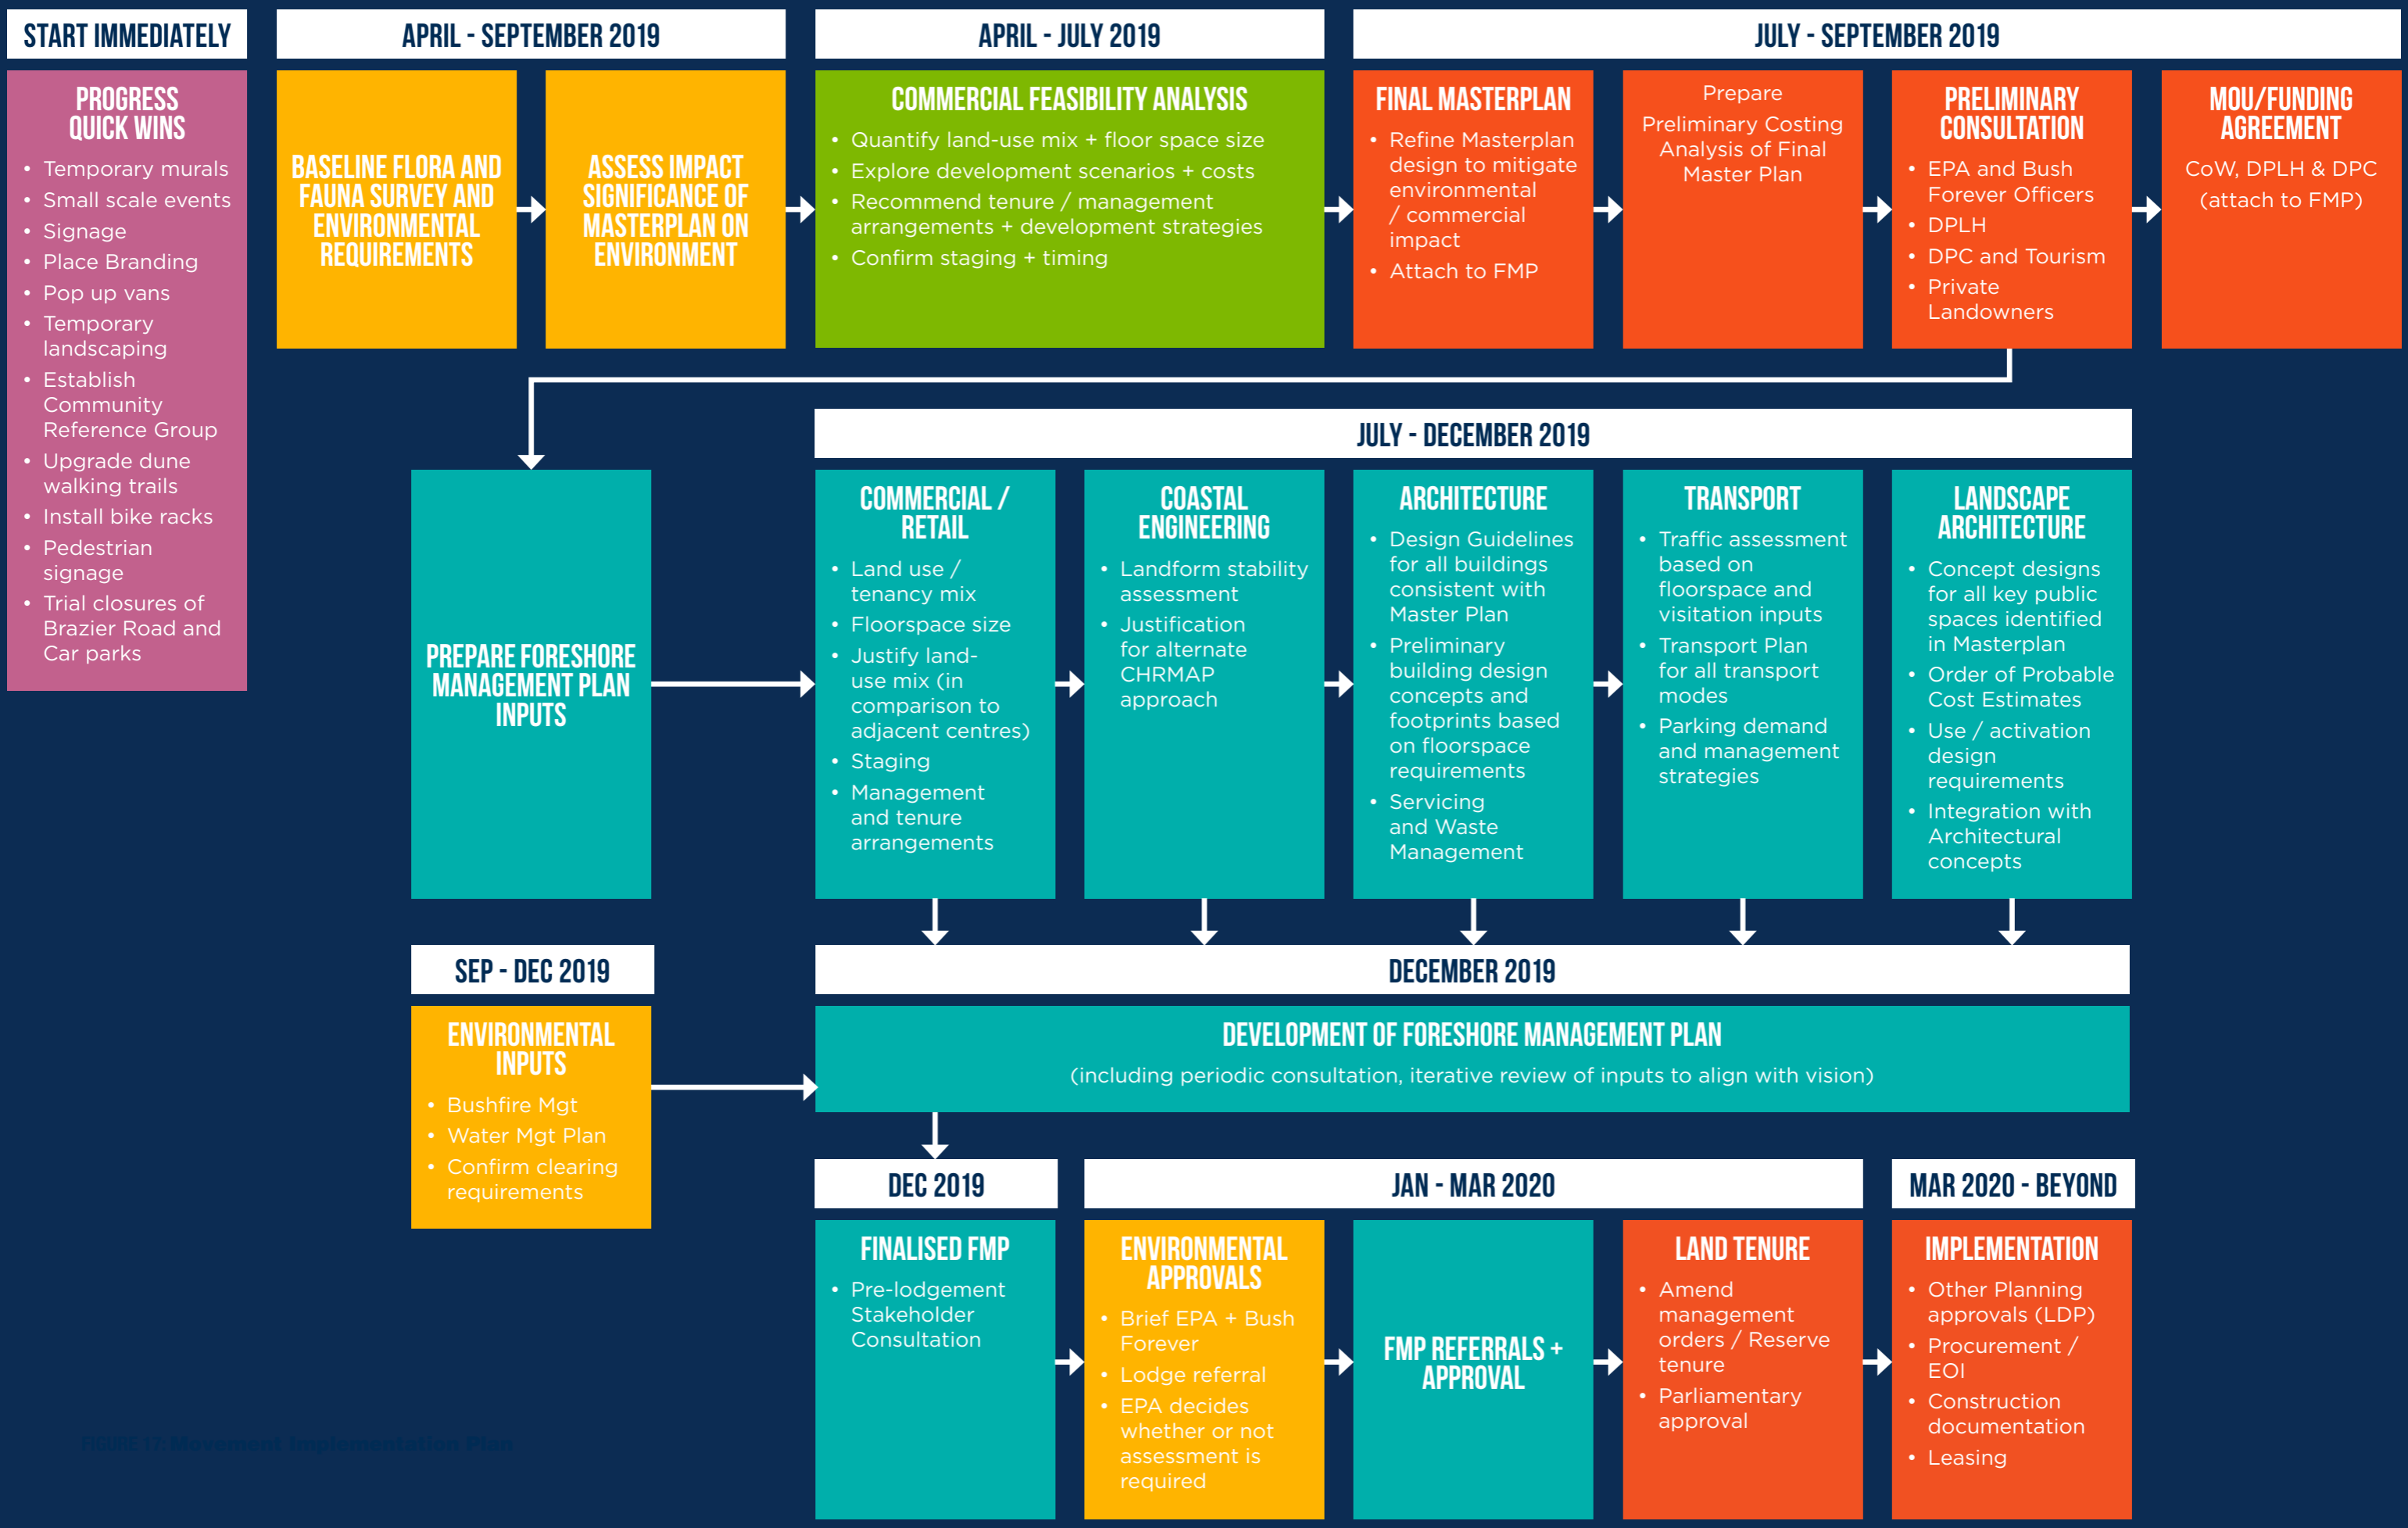 START IMMEDIATELY
PROGRESS
QUICK WINS
• Temporary murals
• Small scale events
• Signage
• Place Branding
• Pop up vans
• Temporary
landscaping
• Establish
Community
Reference Group
• Upgrade dune
walking trails
• Install bike racks
• Pedestrian
signage
• Trial closures of
Brazier Road and
Car parks
APRIL - SEPTEMBER 2019
BASELINE FLORA AND
FAUNA SURVEY AND
ENVIRONMENTAL
REQUIREMENTS
ASSESS IMPACT
SIGNIFICANCE OF
MASTERPLAN ON
ENVIRONMENT
APRIL - JULY 2019
COMMERCIAL FEASIBILITY ANALYSIS
• Quantify land-use mix + floor space size
• Explore development scenarios + costs
• Recommend tenure / management
arrangements + development strategies
• Confirm staging + timing
JULY - SEPTEMBER 2019
FINAL MASTERPLAN
• Refine Masterplan
design to mitigate
environmental
/ commercial
impact
• Attach to FMP
Prepare
Preliminary Costing
Analysis of Final
Master Plan
PRELIMINARY
CONSULTATION
• EPA and Bush
Forever Officers
• DPLH
• DPC and Tourism
• Private
Landowners
MOU/FUNDING
AGREEMENT
CoW, DPLH & DPC
(attach to FMP)
PREPARE FORESHORE
MANAGEMENT PLAN
INPUTS
JULY - DECEMBER 2019
COMMERCIAL /
RETAIL
• Land use /
tenancy mix
• Floorspace size
• Justify land-
use mix (in
comparison to
adjacent centres)
• Staging
• Management
and tenure
arrangements
COASTAL
ENGINEERING
• Landform stability
assessment
• Justification
for alternate
CHRMAP
approach
ARCHITECTURE
• Design Guidelines
for all buildings
consistent with
Master Plan
• Preliminary
building design
concepts and
footprints based
on floorspace
requirements
• Servicing
and Waste
Management
TRANSPORT
• Traffic assessment
based on
floorspace and
visitation inputs
• Transport Plan
for all transport
modes
• Parking demand
and management
strategies
LANDSCAPE
ARCHITECTURE
• Concept designs
for all key public
spaces identified
in Masterplan
• Order of Probable
Cost Estimates
• Use / activation
design
requirements
• Integration with
Architectural
concepts
SEP - DEC 2019
ENVIRONMENTAL
INPUTS
• Bushfire Mgt
• Water Mgt Plan
• Confirm clearing
requirements
DECEMBER 2019
DEVELOPMENT OF FORESHORE MANAGEMENT PLAN
(including periodic consultation, iterative review of inputs to align with vision)
DEC 2019
FINALISED FMP
• Pre-lodgement
Stakeholder
Consultation
JAN - MAR 2020
ENVIRONMENTAL
APPROVALS
• Brief EPA + Bush
Forever
• Lodge referral
• EPA decides
whether or not
assessment is
required
FMP REFERRALS +
APPROVAL
LAND TENURE
• Amend
management
orders / Reserve
tenure
• Parliamentary
approval
MAR 2020 - BEYOND
IMPLEMENTATION
• Other Planning
approvals (LDP)
• Procurement /
EOI
• Construction
documentation
• Leasing
FIGURE 17: Movement Implementation Plan